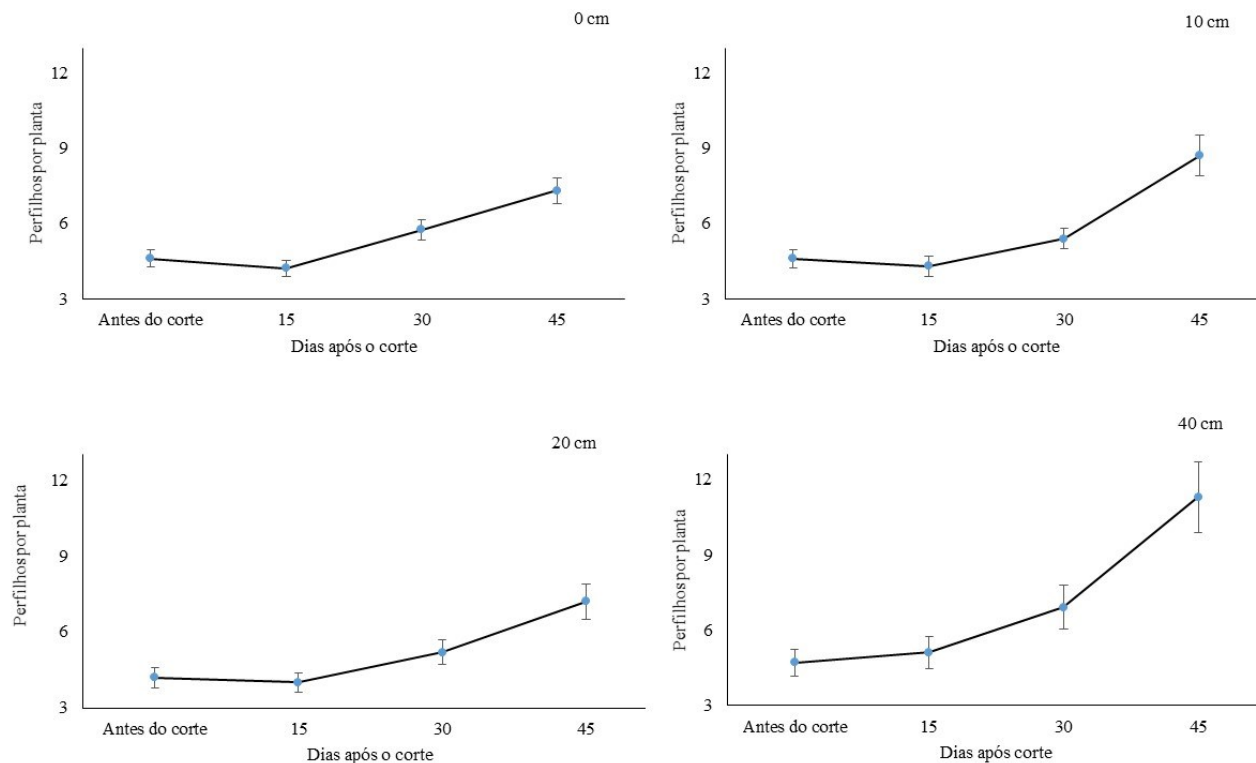 0 cm
12
9
6
3
Perfilhos por planta
Antes do corte 15 30 45
Dias após o corte
10 cm
12
9
6
3
Perfilhos por planta
Antes do corte 15 30 45
Dias após o corte
20 cm
12
9
6
3
Perfilhos por planta
Antes do corte 15 30 45
Dias após o corte
40 cm
12
9
6
3
Perfilhos por planta
Antes do corte 15 30 45
Dias após corte